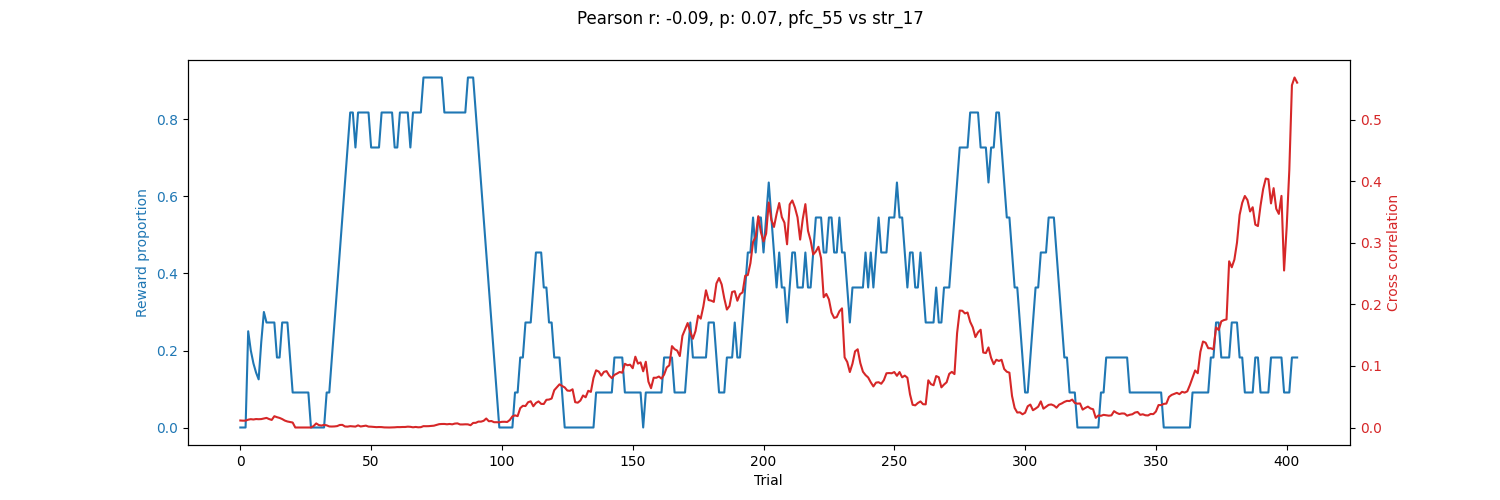 Pearson r: -0.09, p: 0.07, pfc_55 vs str_17
Reward proportion
0.8
0.6
0.4
0.2
0.0
0.5
0.4
0.3
0.2
0.1
0.0
Cross correlation
0 50 100 150 200 250 300 350 400
Trial